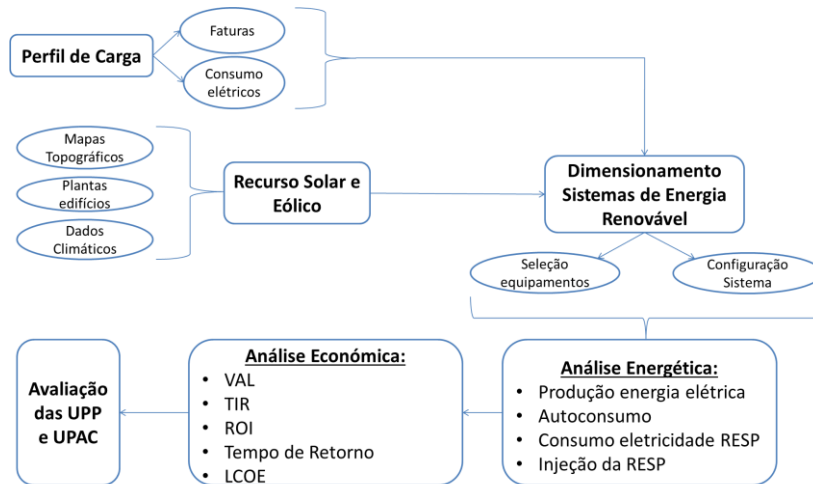 Perfil de Carga
Faturas
Consumo
elétricos
Mapas
Topográficos
Plantas
edifícios
Dados
Climáticos
Recurso Solar e
Eólico
Dimensionamento
Sistemas de Energia
Renovável
Seleção
equipamentos
Configuração
Sistema
Análise Energética:
• Produção energia elétrica
• Autoconsumo
• Consumo eletricidade RESP
• Injeção da RESP
Análise Económica:
• VAL
• TIR
• ROI
• Tempo de Retorno
• LCOE
Avaliação
das UPP
e UPAC